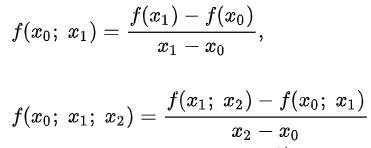 f(x₀; x₁) = (f(x₁) − f(x₀)) / (x₁ − x₀),
f(x₀; x₁; x₂) = (f(x₁; x₂) − f(x₀; x₁)) / (x₂ − x₀)